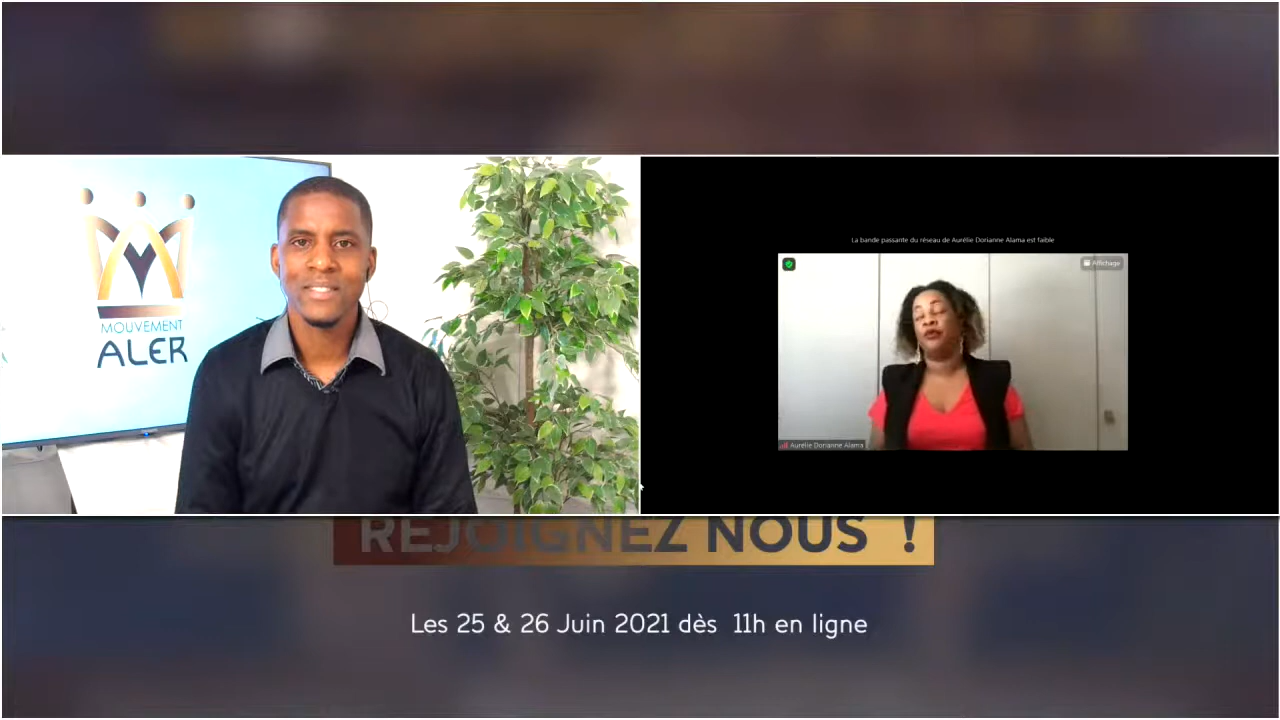 MOUVEMENT
ALER
La bande passante du réseau de Aurélie Dorianne Alama est faible
Affichage
Aurélie Dorianne Alama
REJOIGNEZ NOUS !
Les 25 & 26 Juin 2021 dès 11h en ligne